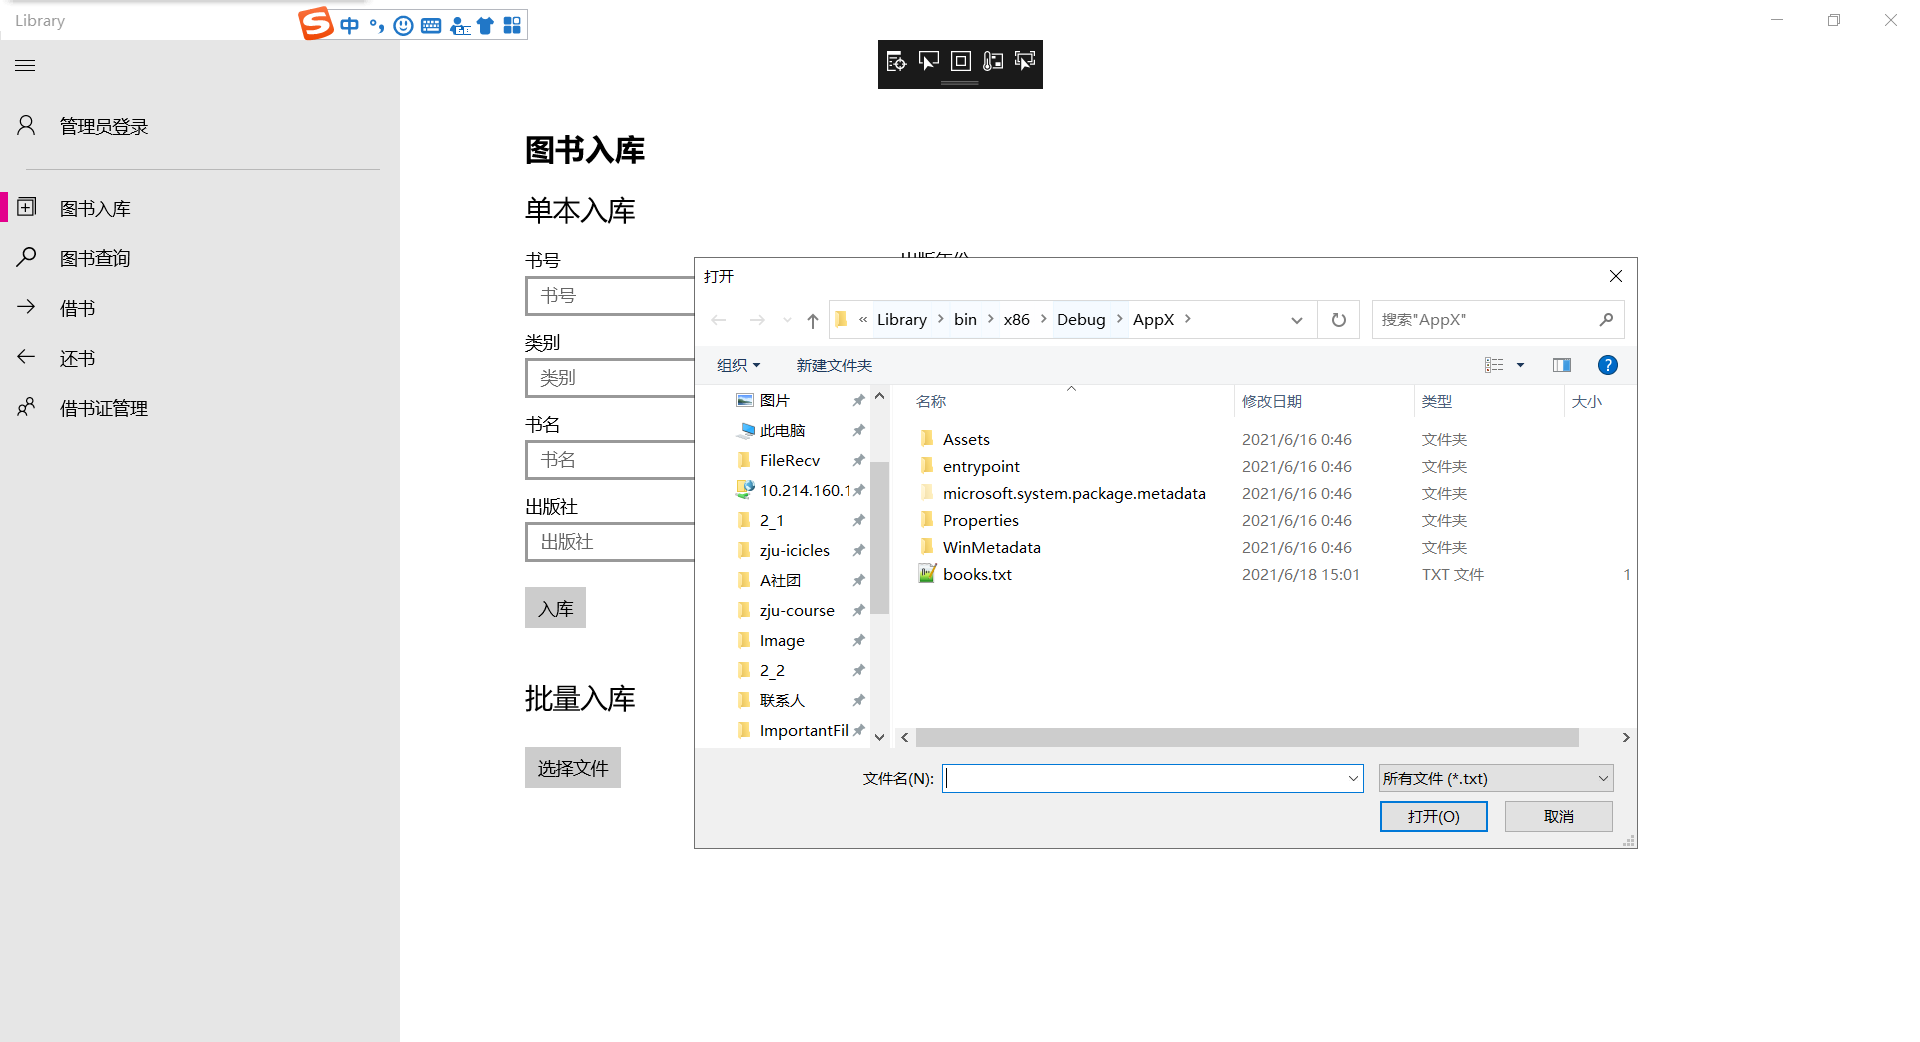 Library
中
管理员登录
图书入库
图书查询
借书
还书
借书证管理
图书入库
单本入库
书号
书号
类别
类别
书名
书名
出版社
出版社
入库
批量入库
选择文件
出版年份
打开
« Library > bin > x86 > Debug > AppX >
搜索"AppX"
组织
新建文件夹
图片
此电脑
FileRecv
10.214.160.1
2_1
zju-icicles
A社团
zju-course
Image
2_2
联系人
ImportantFil
名称 修改日期 类型 大小
Assets 2021/6/16 0:46 文件夹
entrypoint 2021/6/16 0:46 文件夹
microsoft.system.package.metadata 2021/6/16 0:46 文件夹
Properties 2021/6/16 0:46 文件夹
WinMetadata 2021/6/16 0:46 文件夹
books.txt 2021/6/18 15:01 TXT 文件 1
文件名(N):
所有文件 (*.txt)
打开(O)
取消